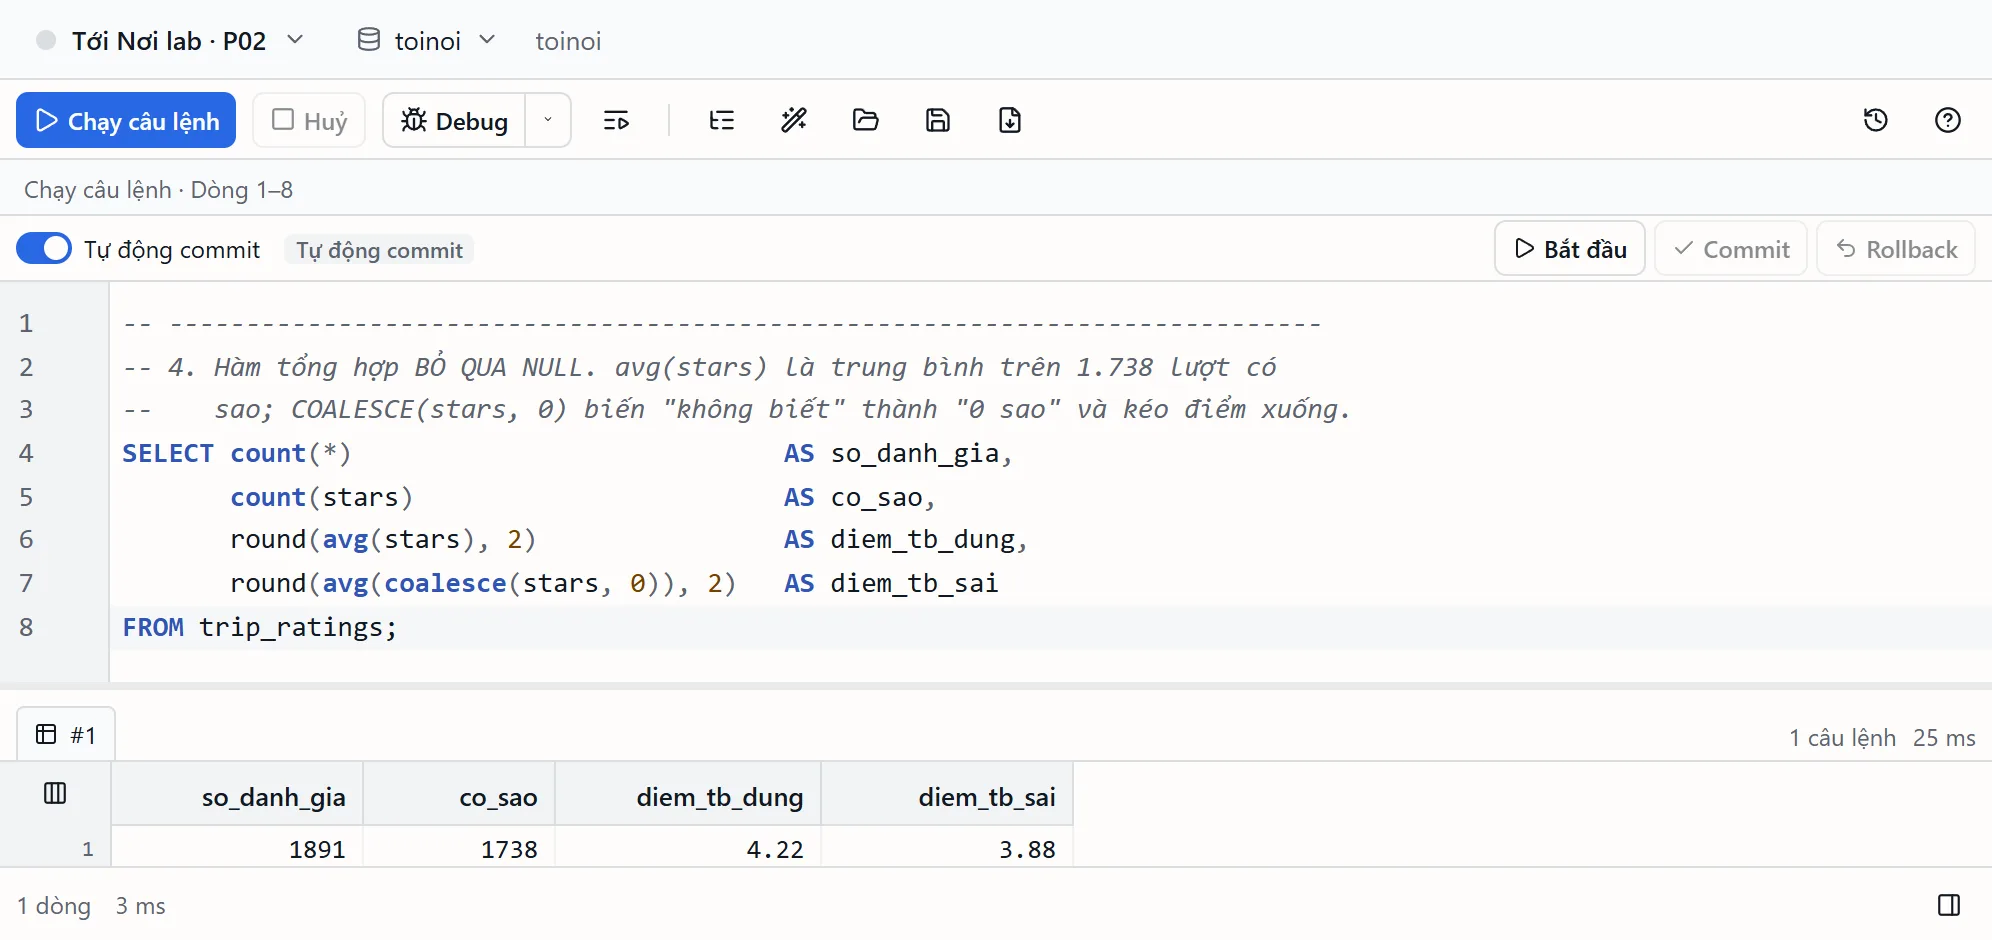 Tới Nơi lab · P02 toinoi toinoi
Chạy câu lệnh Huỷ Debug
Chạy câu lệnh · Dòng 1–8
Tự động commit Tự động commit Bắt đầu Commit Rollback
1 -- ---------------------------------------------------------------------------
2 -- 4. Hàm tổng hợp BỎ QUA NULL. avg(stars) là trung bình trên 1.738 lượt có
3 --    sao; COALESCE(stars, 0) biến "không biết" thành "0 sao" và kéo điểm xuống.
4 SELECT count(*)                            AS so_danh_gia,
5        count(stars)                        AS co_sao,
6        round(avg(stars), 2)                AS diem_tb_dung,
7        round(avg(coalesce(stars, 0)), 2)   AS diem_tb_sai
8 FROM trip_ratings;
#1 1 câu lệnh 25 ms
so_danh_gia co_sao diem_tb_dung diem_tb_sai
1 1891 1738 4.22 3.88
1 dòng 3 ms